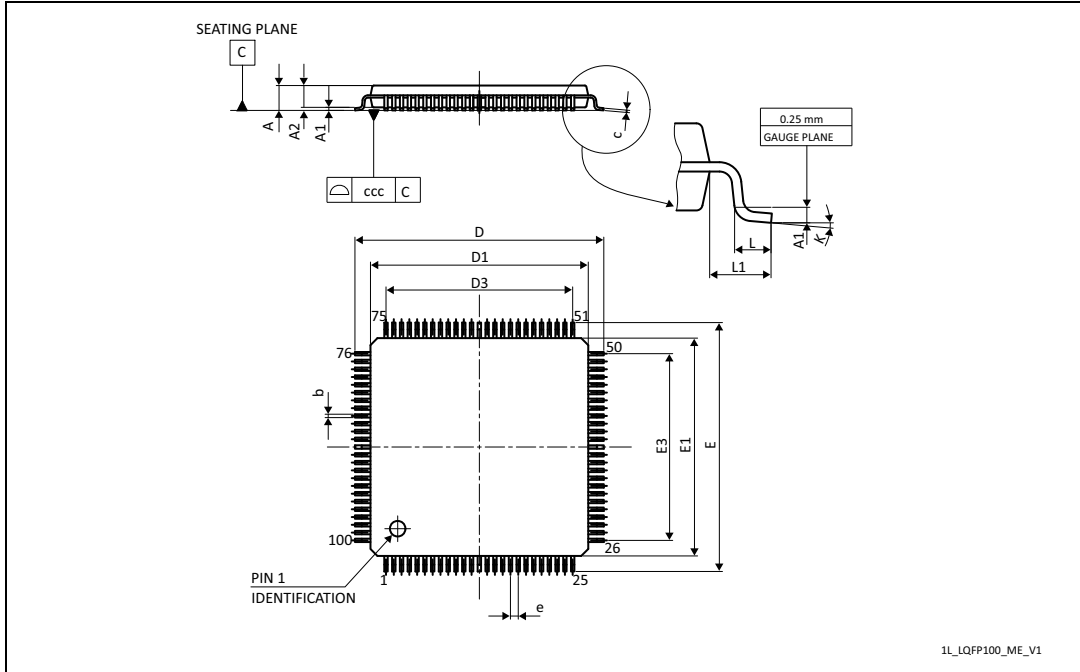 SEATING PLANE
C
A
A2
A1
c
0.25 mm
GAUGE PLANE
ccc C
A1
K
L
L1
D
D1
D3
75
51
76
50
b
E3
E1
E
100
26
PIN 1
IDENTIFICATION
1
25
e
1L_LQFP100_ME_V1